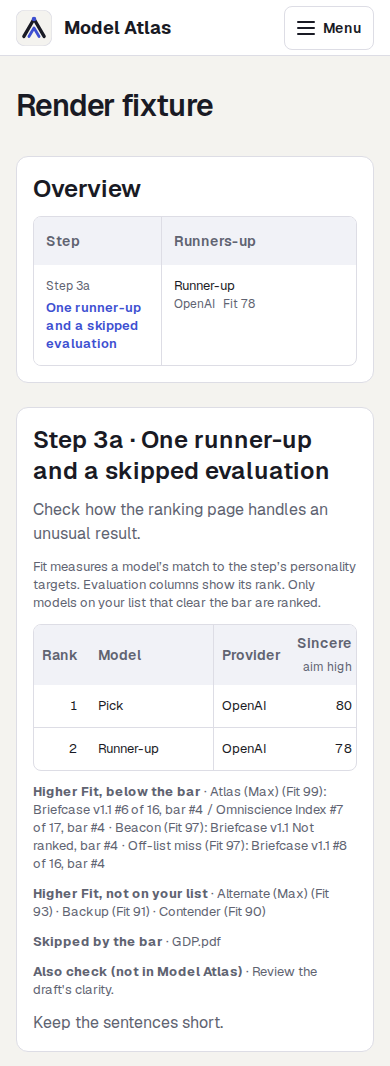 Model Atlas
Menu
Render fixture
Overview
Step Runners-up
Step 3a
One runner-up
and a skipped
evaluation
Runner-up
OpenAI Fit 78
Step 3a · One runner-up
and a skipped evaluation
Check how the ranking page handles an
unusual result.
Fit measures a model's match to the step's personality
targets. Evaluation columns show its rank. Only
models on your list that clear the bar are ranked.
Rank Model Provider Sincere
aim high
1 Pick OpenAI 80
2 Runner-up OpenAI 78
Higher Fit, below the bar · Atlas (Max) (Fit 99):
Briefcase v1.1 #6 of 16, bar #4 / Omniscience Index #7
of 17, bar #4 · Beacon (Fit 97): Briefcase v1.1 Not
ranked, bar #4 · Off-list miss (Fit 97): Briefcase v1.1 #8
of 16, bar #4
Higher Fit, not on your list · Alternate (Max) (Fit
93) · Backup (Fit 91) · Contender (Fit 90)
Skipped by the bar · GDP.pdf
Also check (not in Model Atlas) · Review the
draft's clarity.
Keep the sentences short.